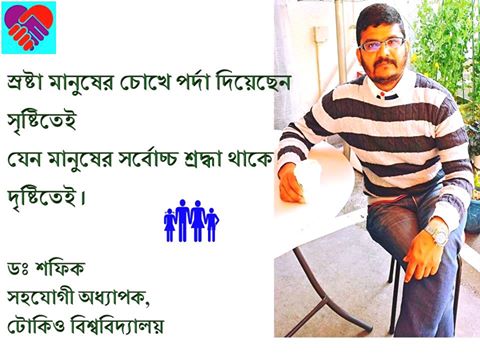 স্রষ্টা মানুষের চোখে পর্দা দিয়েছেন
সৃষ্টিতেই
যেন মানুষের সর্বোচ্চ শ্রদ্ধা থাকে
দৃষ্টিতেই।
ডঃ শফিক
সহযোগী অধ্যাপক,
টোকিও বিশ্ববিদ্যালয়